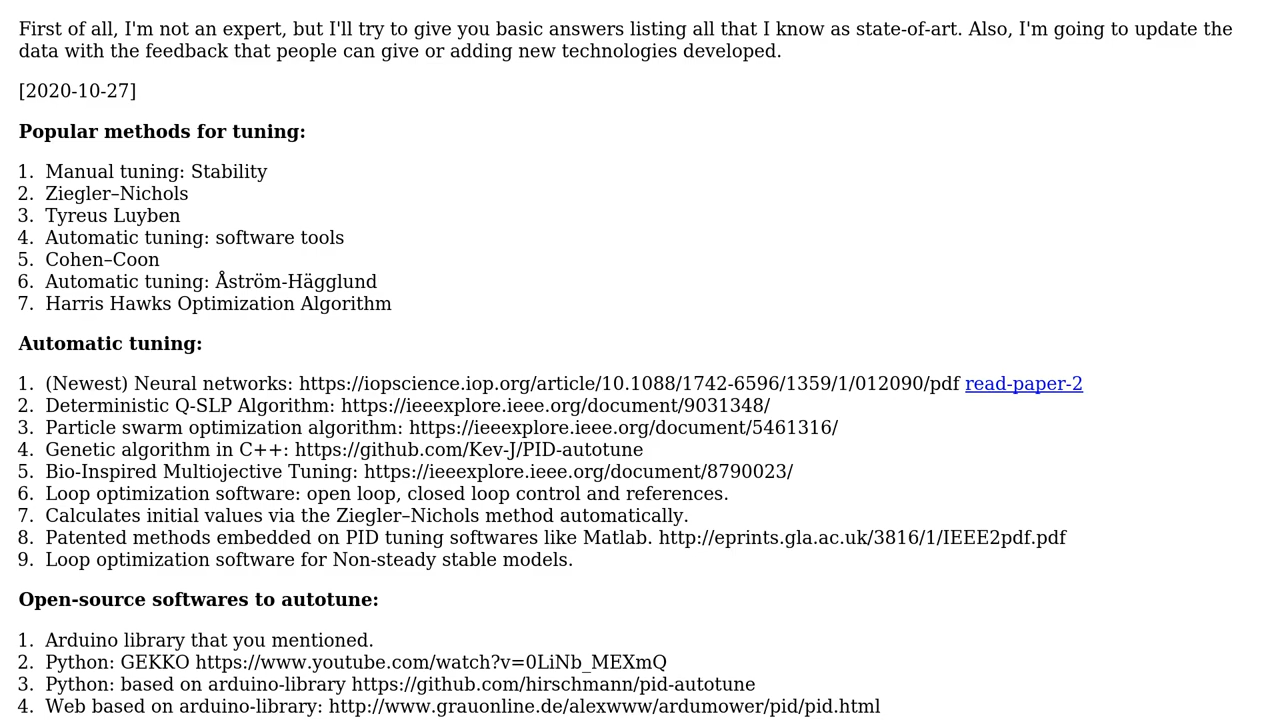 First of all, I'm not an expert, but I'll try to give you basic answers listing all that I know as state-of-art. Also, I'm going to update the
data with the feedback that people can give or adding new technologies developed.
[2020-10-27]
Popular methods for tuning:
1. Manual tuning: Stability
2. Ziegler–Nichols
3. Tyreus Luyben
4. Automatic tuning: software tools
5. Cohen–Coon
6. Automatic tuning: Åström-Hägglund
7. Harris Hawks Optimization Algorithm
Automatic tuning:
1. (Newest) Neural networks: https://iopscience.iop.org/article/10.1088/1742-6596/1359/1/012090/pdf read-paper-2
2. Deterministic Q-SLP Algorithm: https://ieeexplore.ieee.org/document/9031348/
3. Particle swarm optimization algorithm: https://ieeexplore.ieee.org/document/5461316/
4. Genetic algorithm in C++: https://github.com/Kev-J/PID-autotune
5. Bio-Inspired Multiojective Tuning: https://ieeexplore.ieee.org/document/8790023/
6. Loop optimization software: open loop, closed loop control and references.
7. Calculates initial values via the Ziegler–Nichols method automatically.
8. Patented methods embedded on PID tuning softwares like Matlab. http://eprints.gla.ac.uk/3816/1/IEEE2pdf.pdf
9. Loop optimization software for Non-steady stable models.
Open-source softwares to autotune:
1. Arduino library that you mentioned.
2. Python: GEKKO https://www.youtube.com/watch?v=0LiNb_MEXmQ
3. Python: based on arduino-library https://github.com/hirschmann/pid-autotune
4. Web based on arduino-library: http://www.grauonline.de/alexwww/ardumower/pid/pid.html